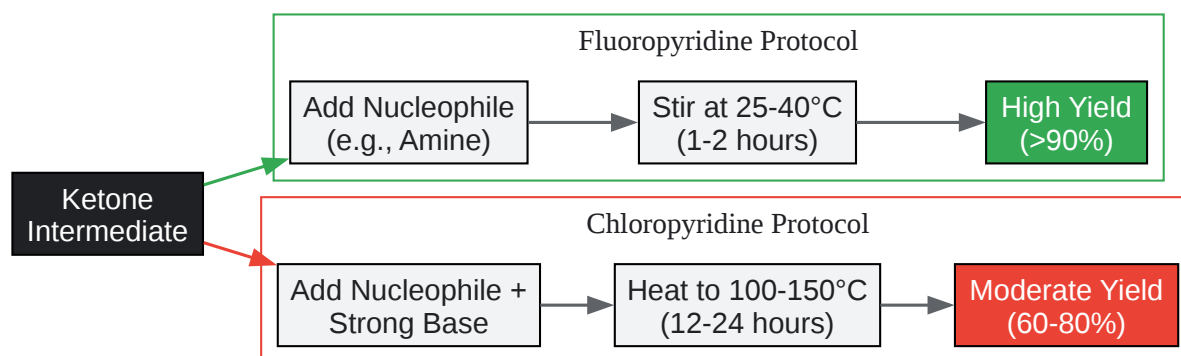 Fluoropyridine Protocol
Add Nucleophile
(e.g., Amine)
Stir at 25-40°C
(1-2 hours)
High Yield
(>90%)
Ketone
Intermediate
Chloropyridine Protocol
Add Nucleophile +
Strong Base
Heat to 100-150°C
(12-24 hours)
Moderate Yield
(60-80%)